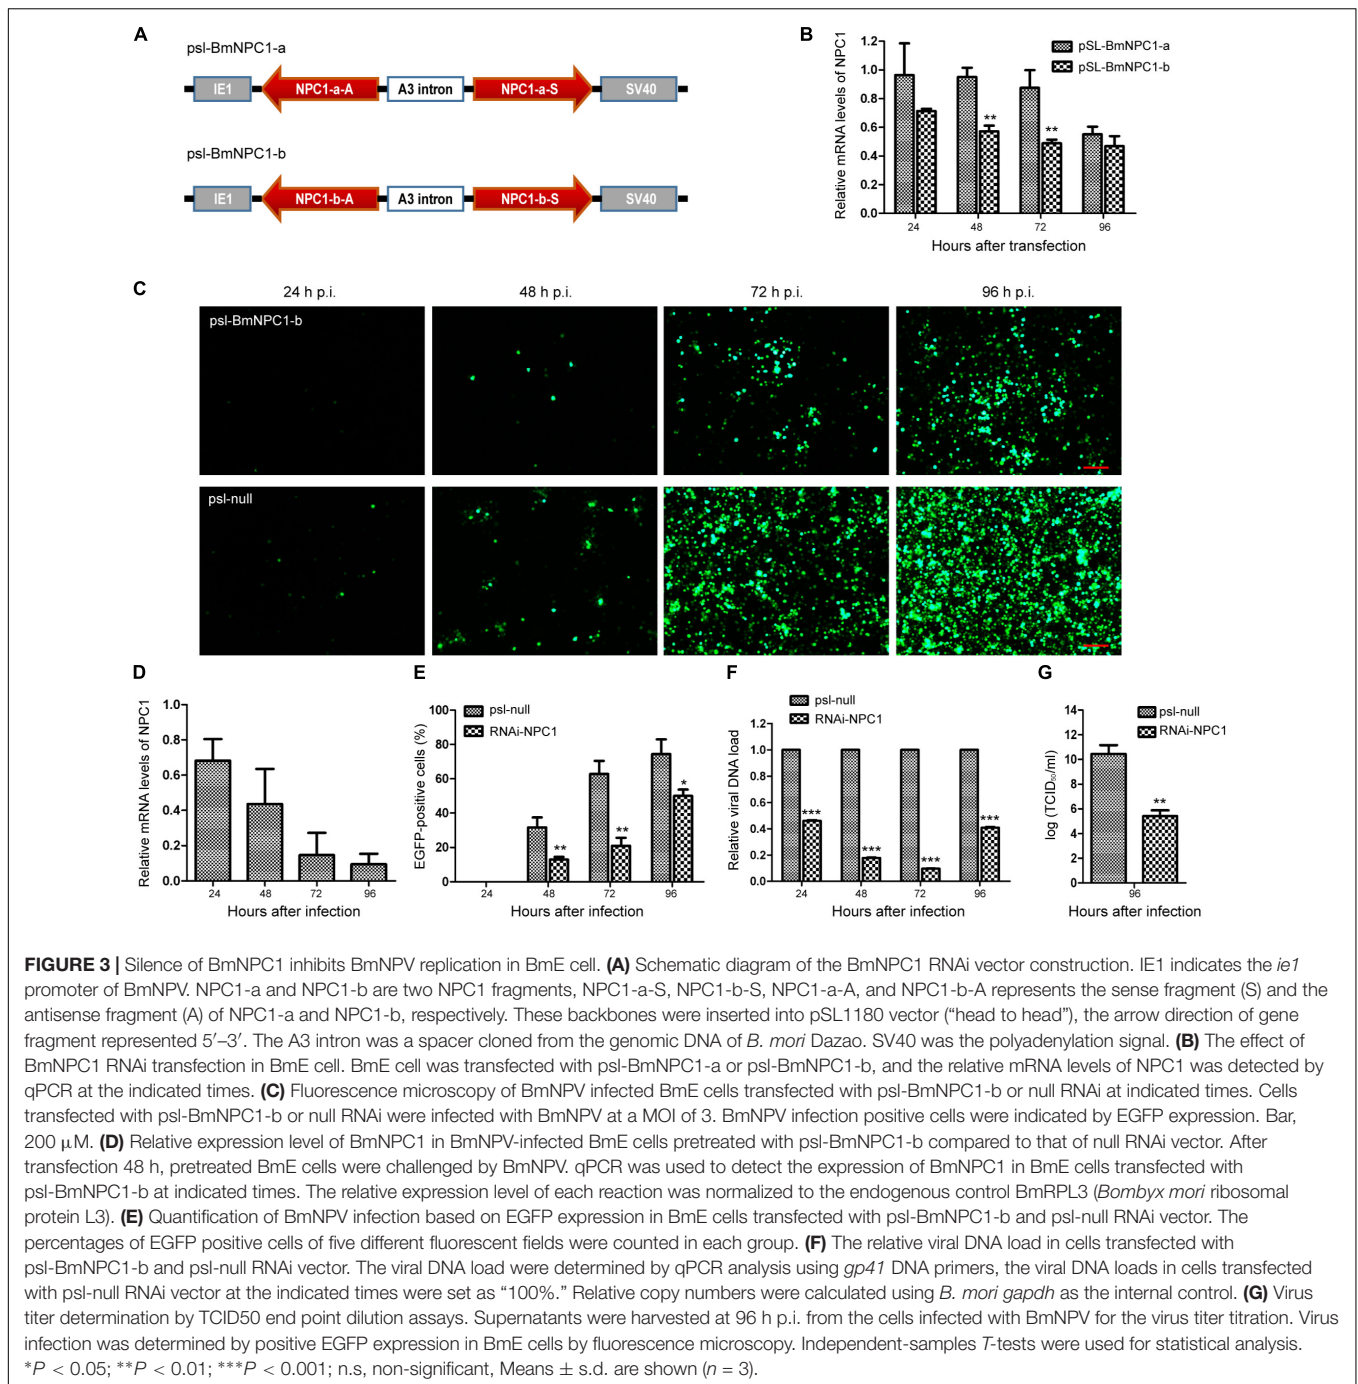 A
psl-BmNPC1-a
IE1 NPC1-a-A A3 intron NPC1-a-S SV40
psl-BmNPC1-b
IE1 NPC1-b-A A3 intron NPC1-b-S SV40
B
Relative mRNA levels of NPC1
1.2
1.0
0.8
0.6
0.4
0.2
0.0
pSL-BmNPC1-a
pSL-BmNPC1-b
** **
24 48 72 96
Hours after transfection
C
24 h p.i. 48 h p.i. 72 h p.i. 96 h p.i.
psl-BmNPC1-b
psl-null
D
Relative mRNA levels of NPC1
1.0
0.8
0.6
0.4
0.2
0.0
24 48 72 96
Hours after infection
E
EGFP-positive cells (%)
100
80
60
40
20
0
psl-null
RNAi-NPC1
** ** *
24 48 72 96
Hours after infection
F
psl-null
RNAi-NPC1
Relative viral DNA load
1.2
1.0
0.8
0.6
0.4
0.2
0.0
*** *** *** ***
24 48 72 96
Hours after infection
G
log (TCID50/ml)
14
12
10
8
6
4
2
0
psl-null
RNAi-NPC1
**
96
Hours after infection
FIGURE 3 | Silence of BmNPC1 inhibits BmNPV replication in BmE cell. (A) Schematic diagram of the BmNPC1 RNAi vector construction. IE1 indicates the ie1
promoter of BmNPV. NPC1-a and NPC1-b are two NPC1 fragments, NPC1-a-S, NPC1-b-S, NPC1-a-A, and NPC1-b-A represents the sense fragment (S) and the
antisense fragment (A) of NPC1-a and NPC1-b, respectively. These backbones were inserted into pSL1180 vector (“head to head”), the arrow direction of gene
fragment represented 5′–3′. The A3 intron was a spacer cloned from the genomic DNA of B. mori Dazao. SV40 was the polyadenylation signal. (B) The effect of
BmNPC1 RNAi transfection in BmE cell. BmE cell was transfected with psl-BmNPC1-a or psl-BmNPC1-b, and the relative mRNA levels of NPC1 was detected by
qPCR at the indicated times. (C) Fluorescence microscopy of BmNPV infected BmE cells transfected with psl-BmNPC1-b or null RNAi at indicated times. Cells
transfected with psl-BmNPC1-b or null RNAi were infected with BmNPV at a MOI of 3. BmNPV infection positive cells were indicated by EGFP expression. Bar,
200 μM. (D) Relative expression level of BmNPC1 in BmNPV-infected BmE cells pretreated with psl-BmNPC1-b compared to that of null RNAi vector. After
transfection 48 h, pretreated BmE cells were challenged by BmNPV. qPCR was used to detect the expression of BmNPC1 in BmE cells transfected with
psl-BmNPC1-b at indicated times. The relative expression level of each reaction was normalized to the endogenous control BmRPL3 (Bombyx mori ribosomal
protein L3). (E) Quantification of BmNPV infection based on EGFP expression in BmE cells transfected with psl-BmNPC1-b and psl-null RNAi vector. The
percentages of EGFP positive cells of five different fluorescent fields were counted in each group. (F) The relative viral DNA load in cells transfected with
psl-BmNPC1-b and psl-null RNAi vector. The viral DNA load were determined by qPCR analysis using gp41 DNA primers, the viral DNA loads in cells transfected
with psl-null RNAi vector at the indicated times were set as “100%.” Relative copy numbers were calculated using B. mori gapdh as the internal control. (G) Virus
titer determination by TCID50 end point dilution assays. Supernatants were harvested at 96 h p.i. from the cells infected with BmNPV for the virus titer titration. Virus
infection was determined by positive EGFP expression in BmE cells by fluorescence microscopy. Independent-samples T-tests were used for statistical analysis.
*P < 0.05; **P < 0.01; ***P < 0.001; n.s, non-significant, Means ± s.d. are shown (n = 3).